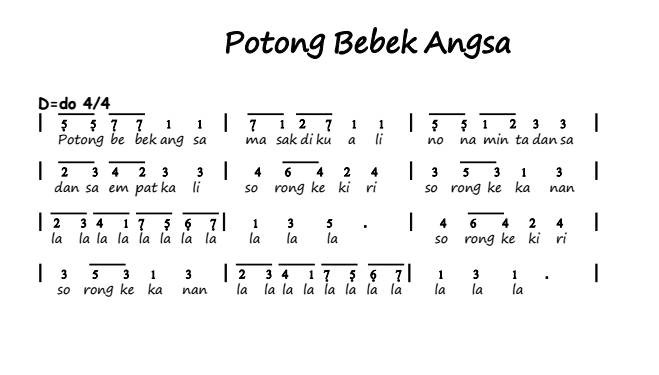 Potong Bebek Angsa
D=do 4/4
| 5̣ 5̣ 7̣ 7̣ 1 1 | 7̣ 1 2 7̣ 1 1 | 5̣ 5̣ 1 2 3 3 |
Potong be bek ang sa ma sak di ku a li no na min ta dan sa
| 2 3 4 2 3 3 | 4 6 4 2 4 | 3 5 3 1 3 |
dan sa em pat ka li so rong ke ki ri so rong ke ka nan
| 2 3 4 1 7̣ 5̣ 6̣ 7̣ | 1 3 5 . | 4 6 4 2 4 |
la la la la la la la la la la la so rong ke ki ri
| 3 5 3 1 3 | 2 3 4 1 7̣ 5̣ 6̣ 7̣ | 1 3 1 . |
so rong ke ka nan la la la la la la la la la la la